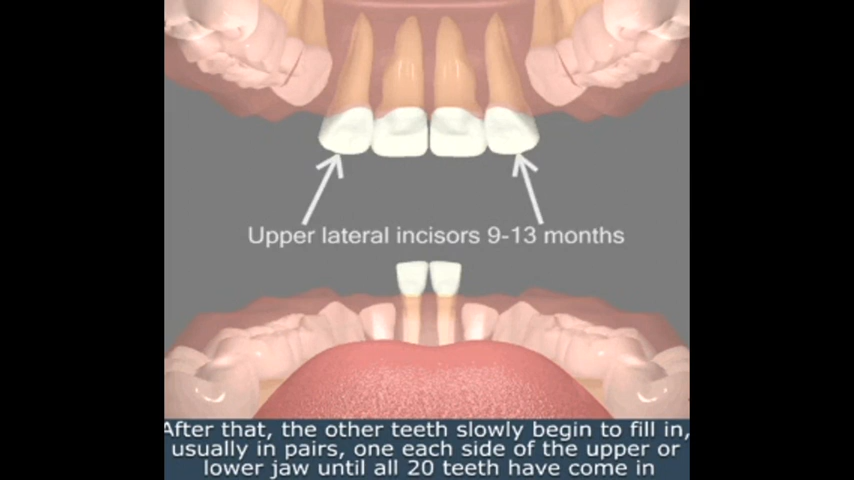 Upper lateral incisors 9-13 months
After that, the other teeth slowly begin to fill in,
usually in pairs, one each side of the upper or
lower jaw until all 20 teeth have come in